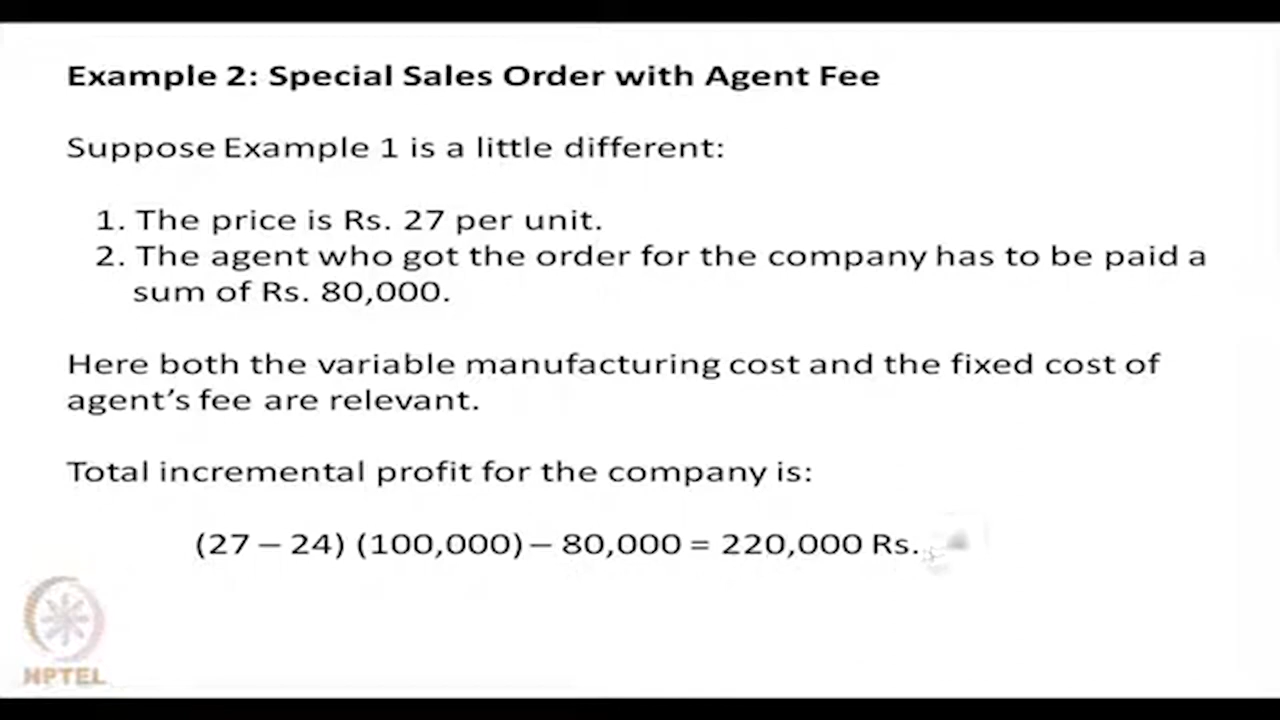 Example 2: Special Sales Order with Agent Fee
Suppose Example 1 is a little different:
1. The price is Rs. 27 per unit.
2. The agent who got the order for the company has to be paid a
sum of Rs. 80,000.
Here both the variable manufacturing cost and the fixed cost of
agent’s fee are relevant.
Total incremental profit for the company is:
(27 – 24) (100,000) – 80,000 = 220,000 Rs.
NPTEL